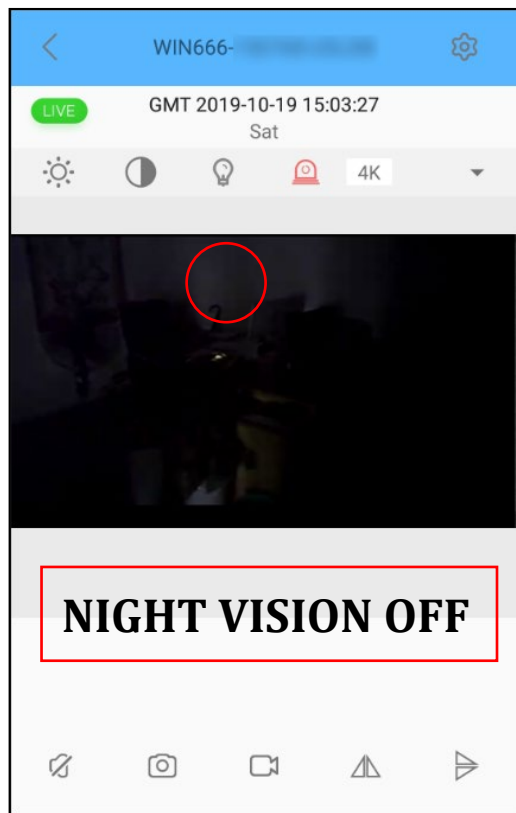 WIN666-
LIVE
GMT 2019-10-19 15:03:27
Sat
4K
NIGHT VISION OFF